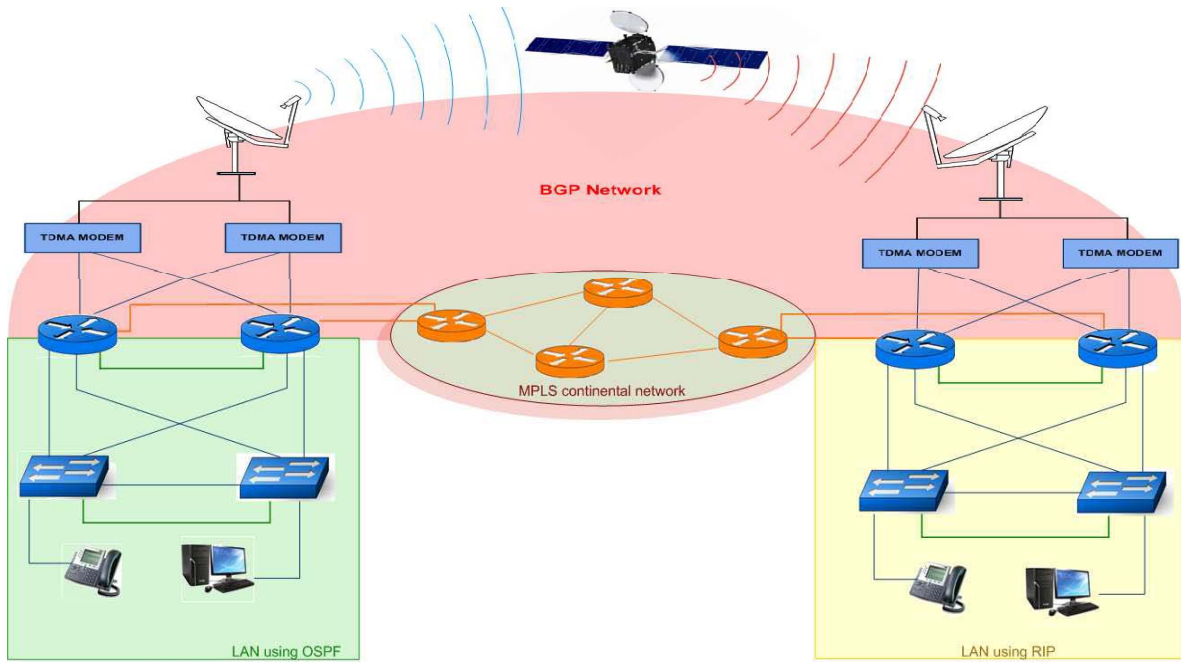 BGP Network
TDMA MODEM
TDMA MODEM
TDMA MODEM
TDMA MODEM
MPLS continental network
LAN using OSPF
LAN using RIP